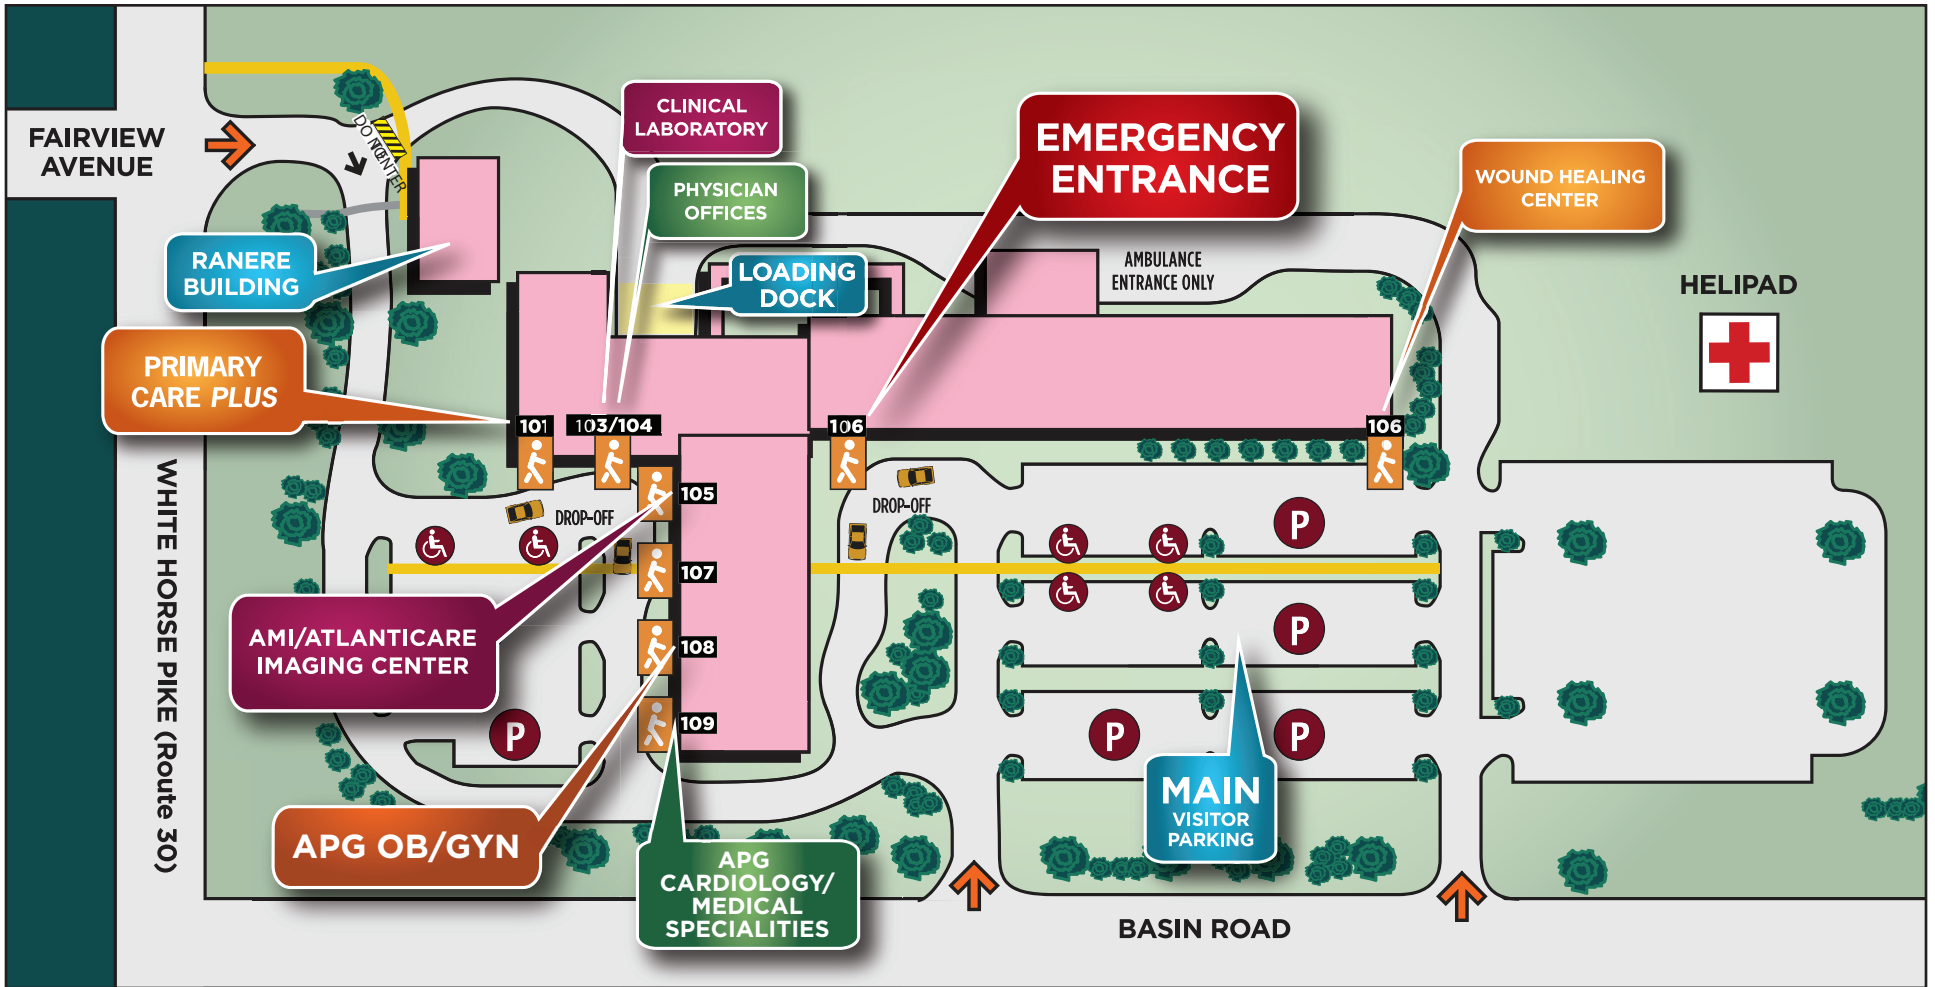 FAIRVIEW
AVENUE
DO NOT
ENTER
CLINICAL
LABORATORY
PHYSICIAN
OFFICES
EMERGENCY
ENTRANCE
WOUND HEALING
CENTER
RANERE
BUILDING
LOADING
DOCK
AMBULANCE
ENTRANCE ONLY
HELIPAD
PRIMARY
CARE PLUS
101
103/104
106
106
105
DROP-OFF
DROP-OFF
P
107
WHITE HORSE PIKE (Route 30)
AMI/ATLANTICARE
IMAGING CENTER
108
P
109
P
P
P
MAIN
VISITOR
PARKING
APG OB/GYN
APG
CARDIOLOGY/
MEDICAL
SPECIALITIES
BASIN ROAD